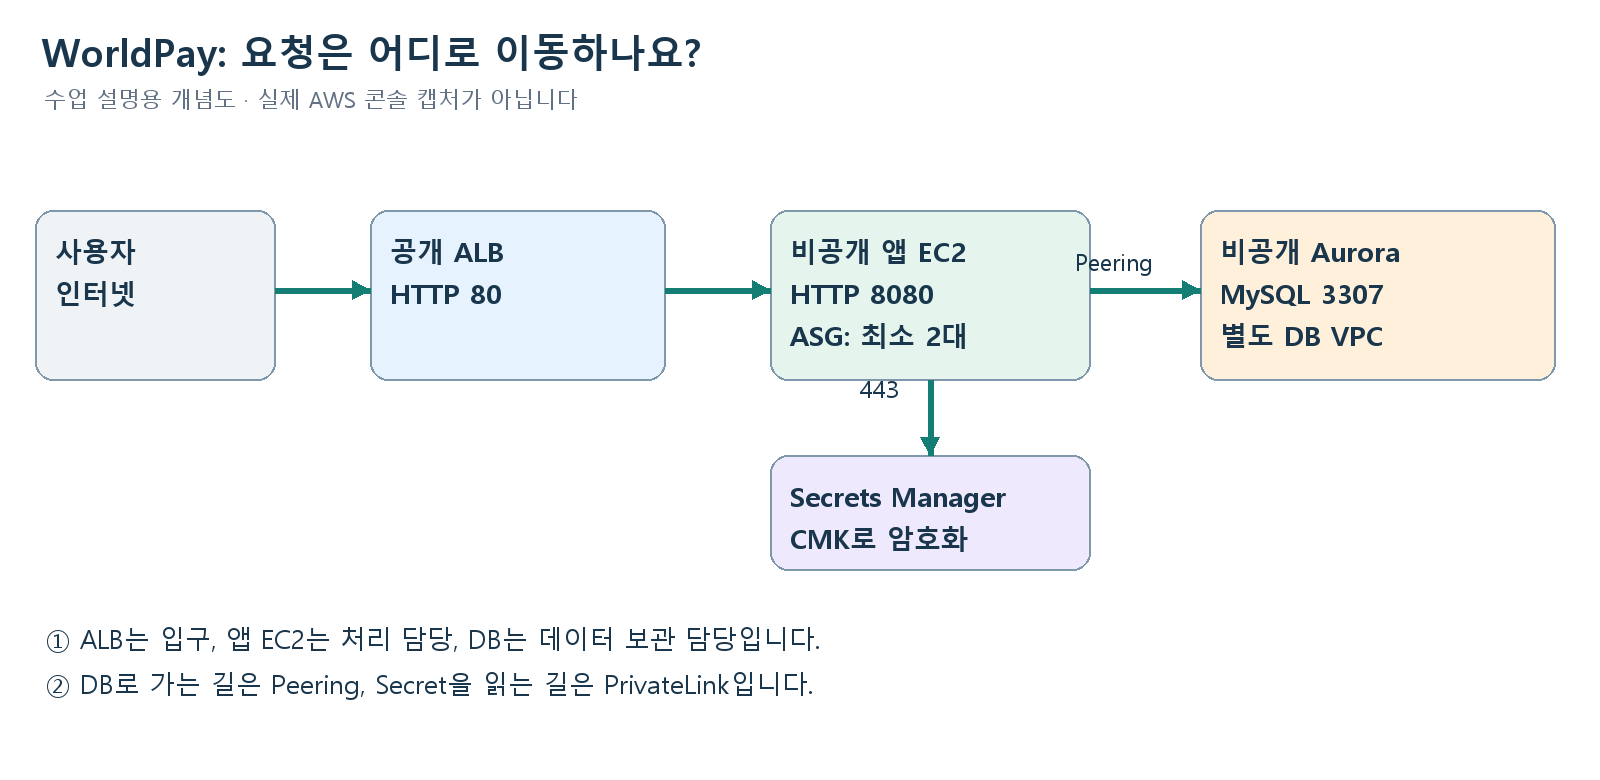 WorldPay: 요청은 어디로 이동하나요?
수업 설명용 개념도 · 실제 AWS 콘솔 캡처가 아닙니다
사용자
인터넷
공개 ALB
HTTP 80
비공개 앱 EC2
HTTP 8080
ASG: 최소 2대
Peering
비공개 Aurora
MySQL 3307
별도 DB VPC
443
Secrets Manager
CMK로 암호화
① ALB는 입구, 앱 EC2는 처리 담당, DB는 데이터 보관 담당입니다.
② DB로 가는 길은 Peering, Secret을 읽는 길은 PrivateLink입니다.